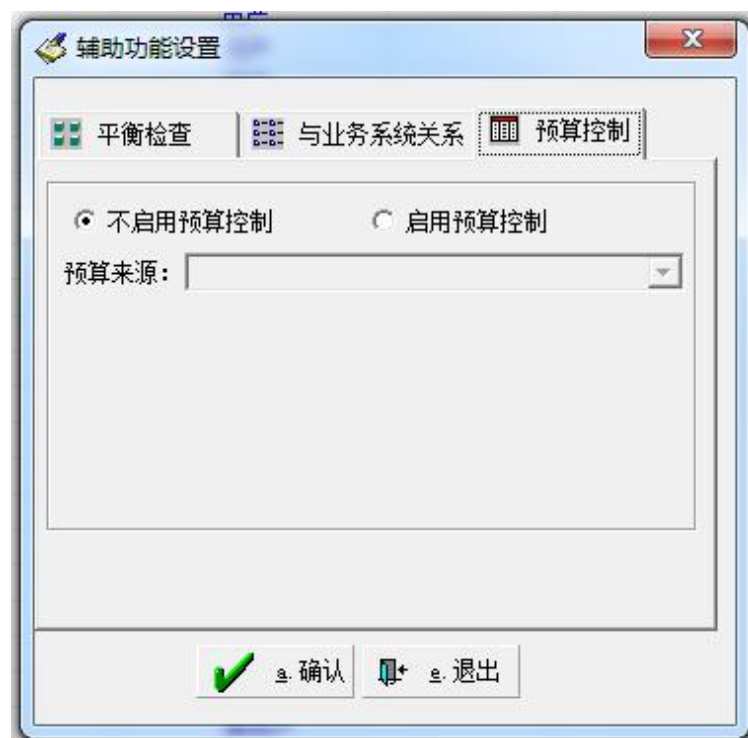 辅助功能设置
平衡检查 与业务系统关系 预算控制
不启用预算控制 启用预算控制
预算来源:
a.确认 e.退出